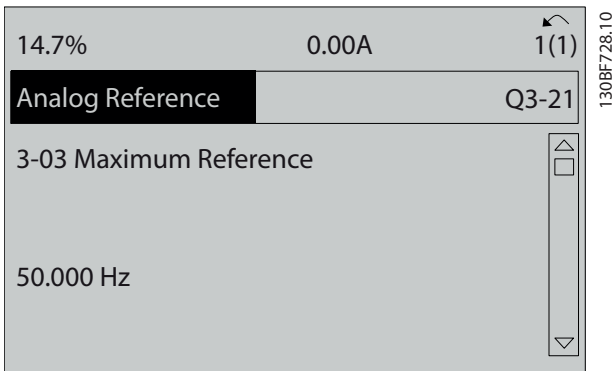 14.7% 0.00A 1(1)
Analog Reference Q3-21
3-03 Maximum Reference
50.000 Hz
130BF728.10